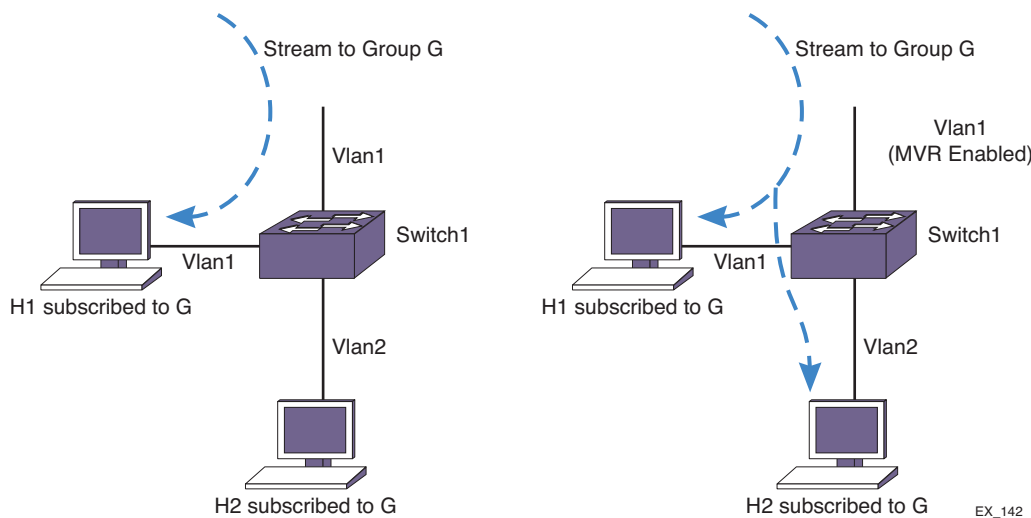 Stream to Group G
Vlan1
Switch1
Vlan1
H1 subscribed to G
Vlan2
H2 subscribed to G
Stream to Group G
Vlan1
(MVR Enabled)
Switch1
Vlan1
H1 subscribed to G
Vlan2
H2 subscribed to G
EX_142